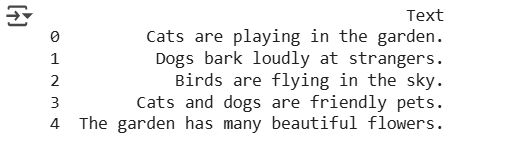 Text
0 Cats are playing in the garden.
1 Dogs bark loudly at strangers.
2 Birds are flying in the sky.
3 Cats and dogs are friendly pets.
4 The garden has many beautiful flowers.